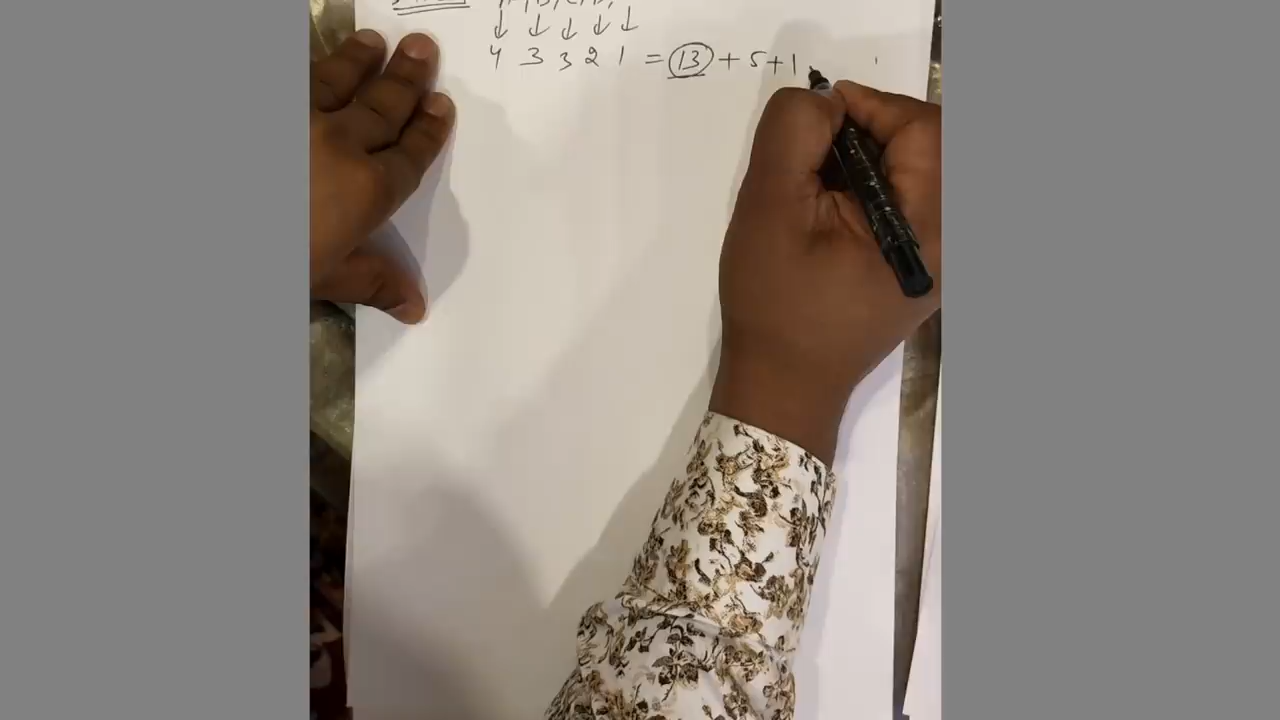 ↓ ↓ ↓ ↓ ↓
4 3 3 2 1 = 13 + 5 + 1